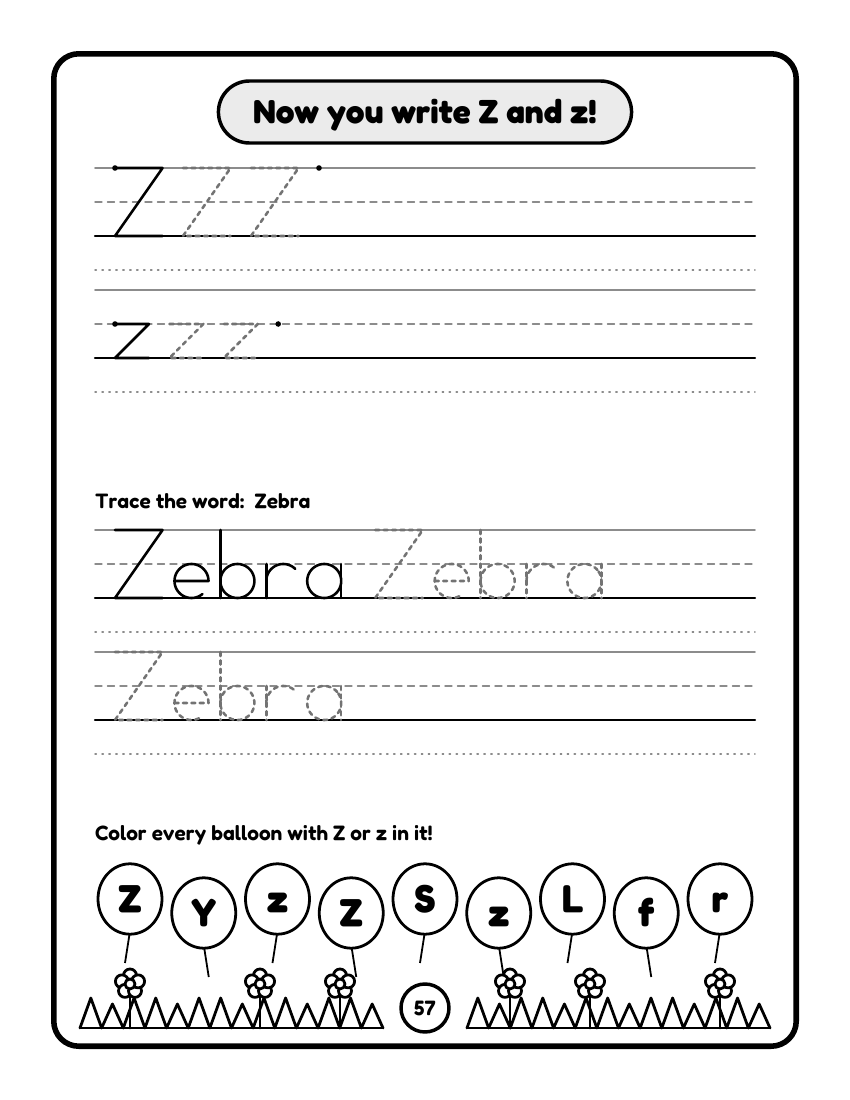 Now you write Z and z!
Z Z Z
z z z
Trace the word: Zebra
Zebra Zebra
Zebra
Color every balloon with Z or z in it!
Z Y z Z S z L f r
57